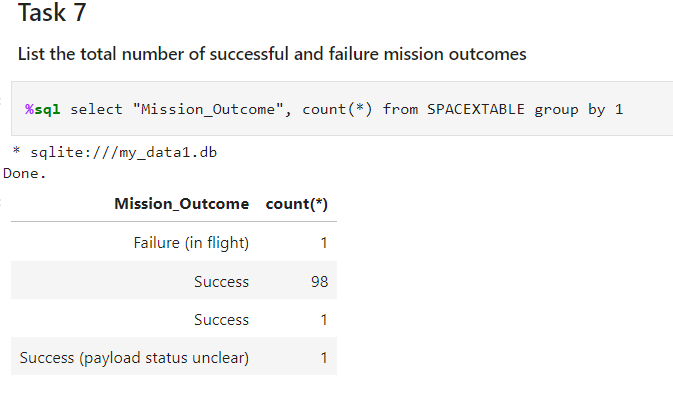 Task 7
List the total number of successful and failure mission outcomes
%sql select "Mission_Outcome", count(*) from SPACEXTABLE group by 1
* sqlite:///my_data1.db
Done.
Mission_Outcome count(*)
Failure (in flight) 1
Success 98
Success 1
Success (payload status unclear) 1